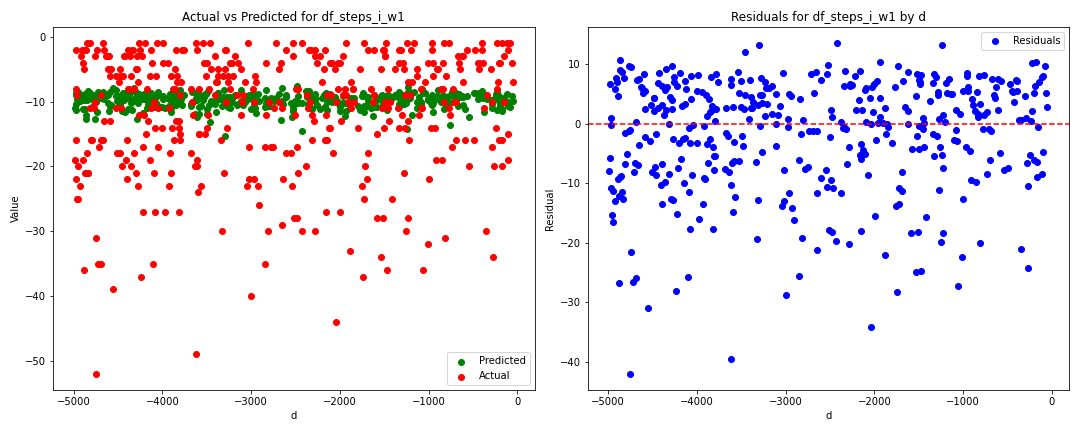 Actual vs Predicted for df_steps_i_w1
Value
0
−10
−20
−30
−40
−50
−5000
−4000
−3000
−2000
−1000
0
d
Predicted
Actual
Residuals for df_steps_i_w1 by d
Residual
10
0
−10
−20
−30
−40
−5000
−4000
−3000
−2000
−1000
0
d
Residuals